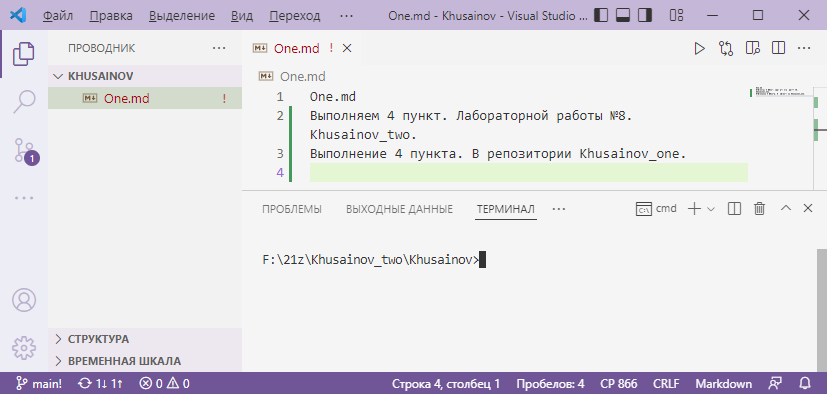 Файл Правка Выделение Вид Переход ··· One.md - Khusainov - Visual Studio ...
ПРОВОДНИК ···
KHUSAINOV
One.md !
СТРУКТУРА
ВРЕМЕННАЯ ШКАЛА
One.md !
One.md
1 One.md
2 Выполняем 4 пункт. Лабораторной работы №8.
Khusainov_two.
3 Выполнение 4 пункта. В репозитории Khusainov_one.
4
ПРОБЛЕМЫ ВЫХОДНЫЕ ДАННЫЕ ТЕРМИНАЛ ··· cmd
F:\21z\Khusainov_two\Khusainov>
1
main! 1↓ 1↑ 0 0 Строка 4, столбец 1 Пробелов: 4 CP 866 CRLF Markdown